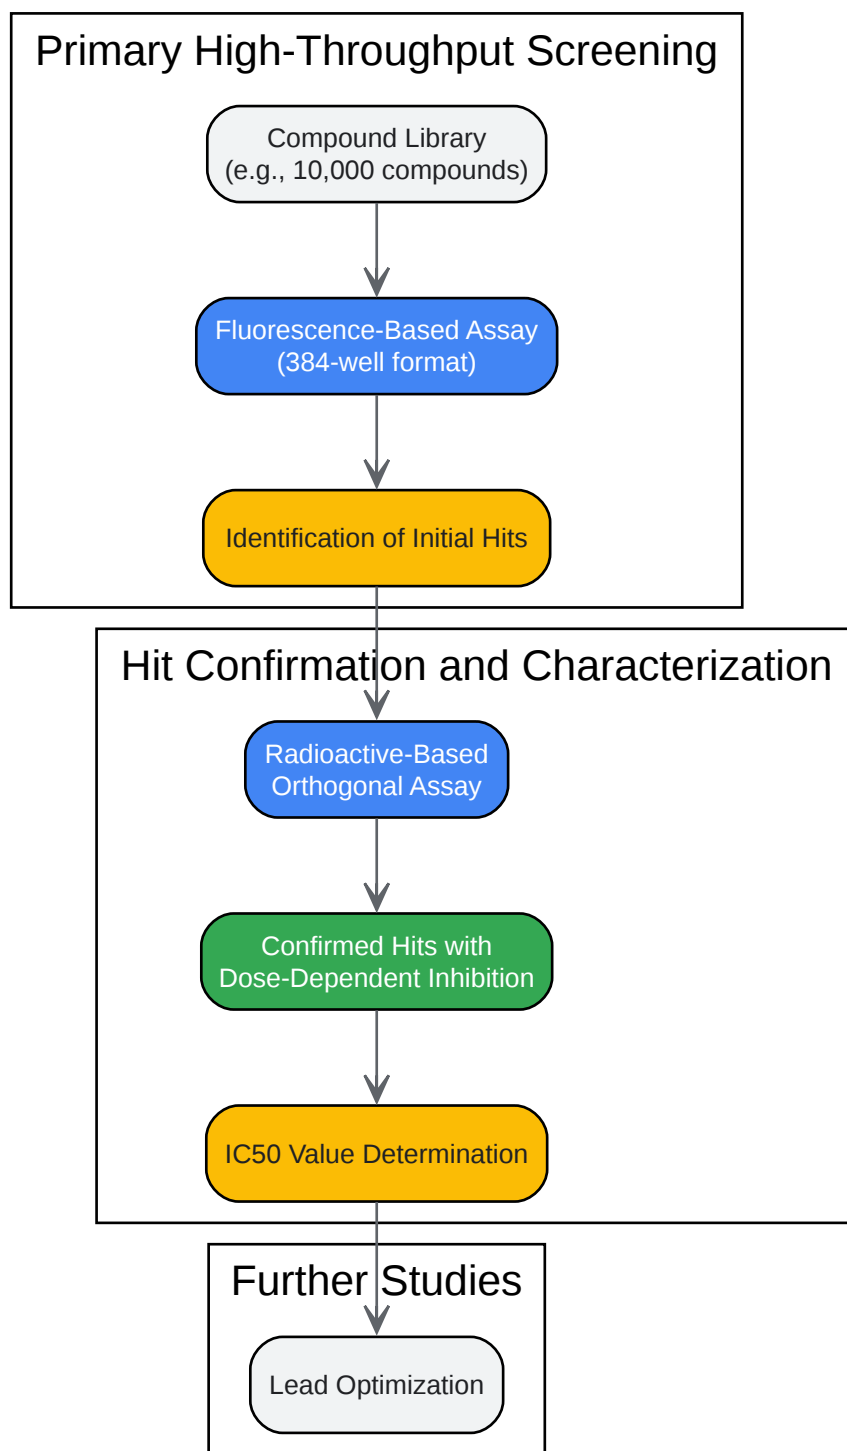 Primary High-Throughput Screening
Compound Library
(e.g., 10,000 compounds)
Fluorescence-Based Assay
(384-well format)
Identification of Initial Hits
Hit Confirmation and Characterization
Radioactive-Based
Orthogonal Assay
Confirmed Hits with
Dose-Dependent Inhibition
IC50 Value Determination
Further Studies
Lead Optimization